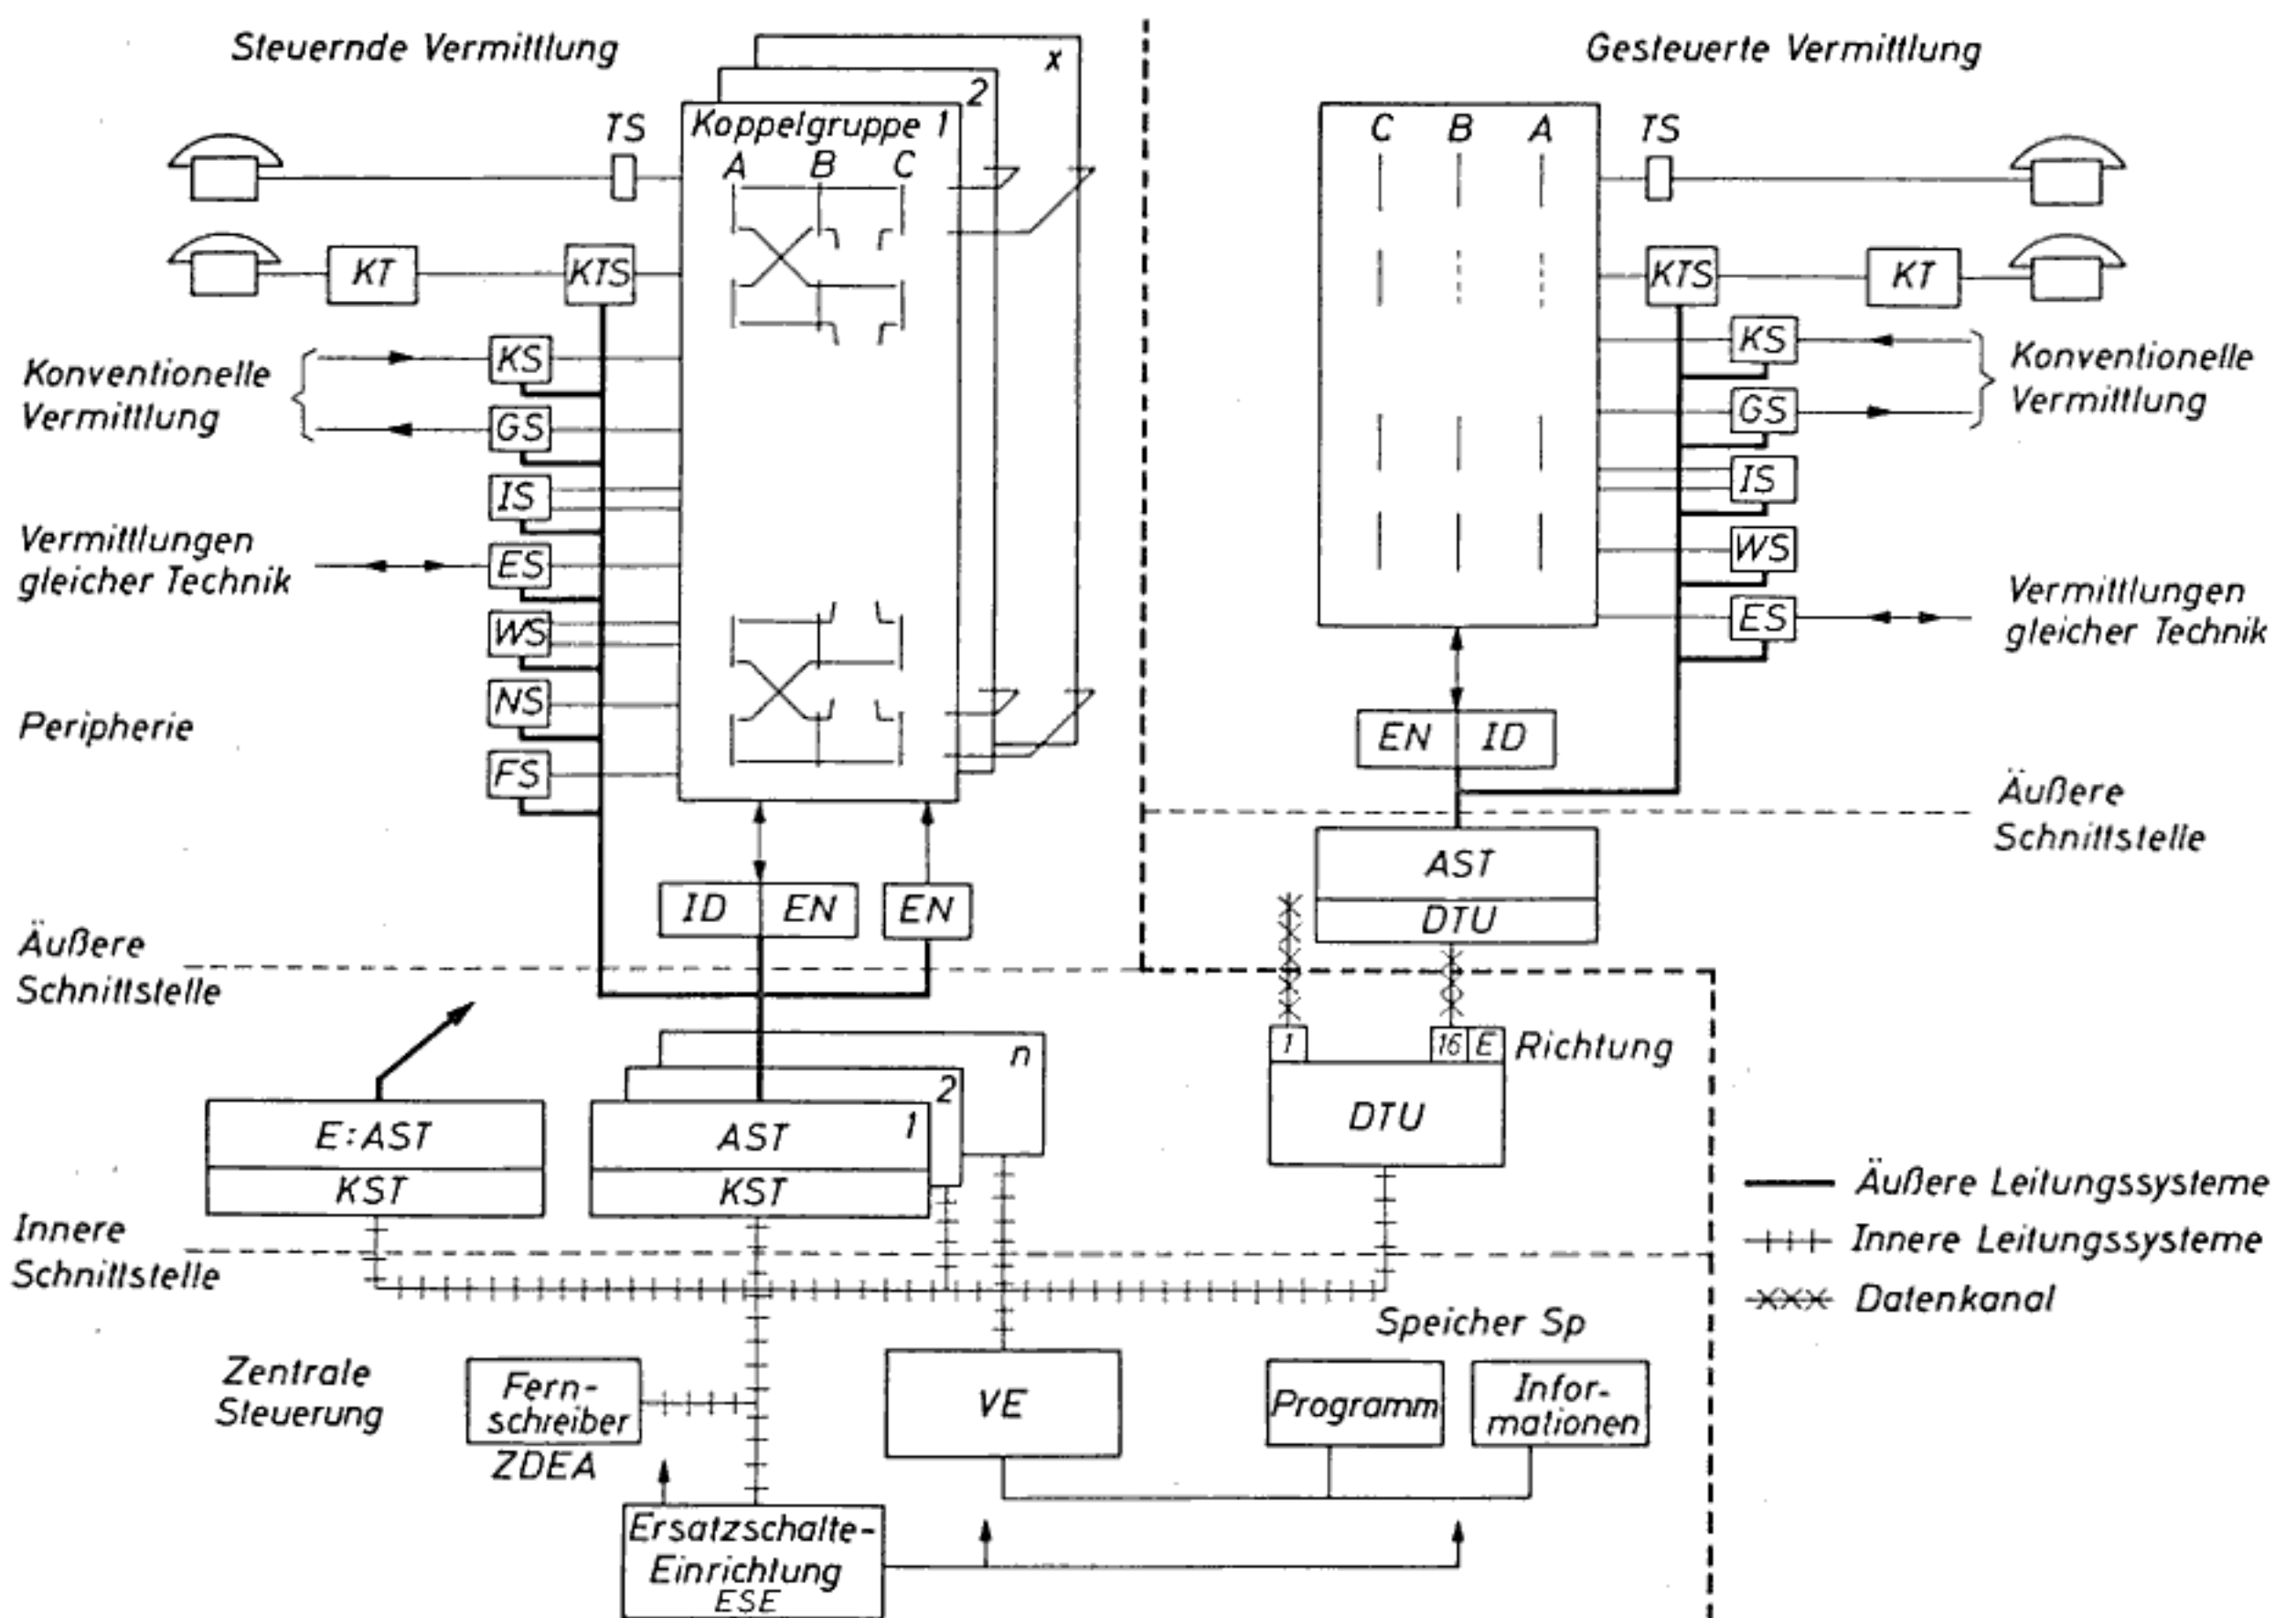 Steuernde Vermittlung
Gesteuerte Vermittlung
x
2
Koppelgruppe 1
A B C
TS
KT
KTS
KS
GS
IS
ES
WS
NS
FS
Konventionelle
Vermittlung
Vermittlungen
gleicher Technik
Peripherie
ID EN
EN
Äußere
Schnittstelle
C B A
TS
KTS
KT
KS
GS
IS
WS
ES
Konventionelle
Vermittlung
Vermittlungen
gleicher Technik
EN ID
Äußere
Schnittstelle
AST
DTU
1
16 E Richtung
DTU
n
2
E:AST
KST
AST 1
KST
Innere
Schnittstelle
Äußere Leitungssysteme
Innere Leitungssysteme
Datenkanal
Zentrale
Steuerung
Fern-
schreiber
ZDEA
VE
Speicher Sp
Programm
Infor-
mationen
Ersatzschalte-
Einrichtung
ESE